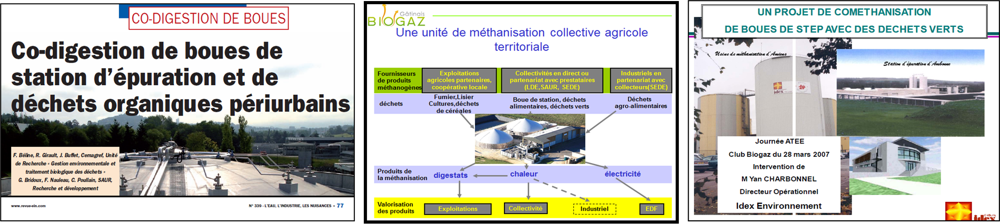 CO-DIGESTION DE BOUES
Co-digestion de boues de
station d'épuration et de
déchets organiques périurbains
F. Béline, R. Girault, J. Buffet, Cemagref, Unité
de Recherche « Gestion environnementale et
traitement biologique des déchets »
G. Bridoux, F. Nauleau, C. Poullain, SAUR,
Recherche et développement
www.revue-ein.com
N° 339 - L'EAU, L'INDUSTRIE, LES NUISANCES - 77
Gâtinais
BIOGAZ
Une unité de méthanisation collective agricole
territoriale
Fournisseurs
de produits
méthanogènes
Exploitations
agricoles partenaires,
coopérative locale
Collectivités en direct ou
partenariat avec prestataires
(LDE,SAUR, SEDE)
Industriels en
partenariat avec
collecteurs(SEDE)
déchets
Fumier,Lisier
Cultures,déchets
de céréales
Boue de station, déchets
alimentaires, déchets verts
Déchets
agro-alimentaires
Produits de
la méthanisation
digestats
chaleur
électricité
Valorisation
des produits
Exploitations
Collectivité
Industriel
EDF
UN PROJET DE COMETHANISATION
DE BOUES DE STEP AVEC DES DECHETS VERTS
Usine de méthanisation d'Amiens
Station d'épuration d'Ambonne
idex
Journée ATEE
Club Biogaz du 28 mars 2007
Intervention de
M Yan CHARBONNEL
Directeur Opérationnel
Idex Environnement
idex